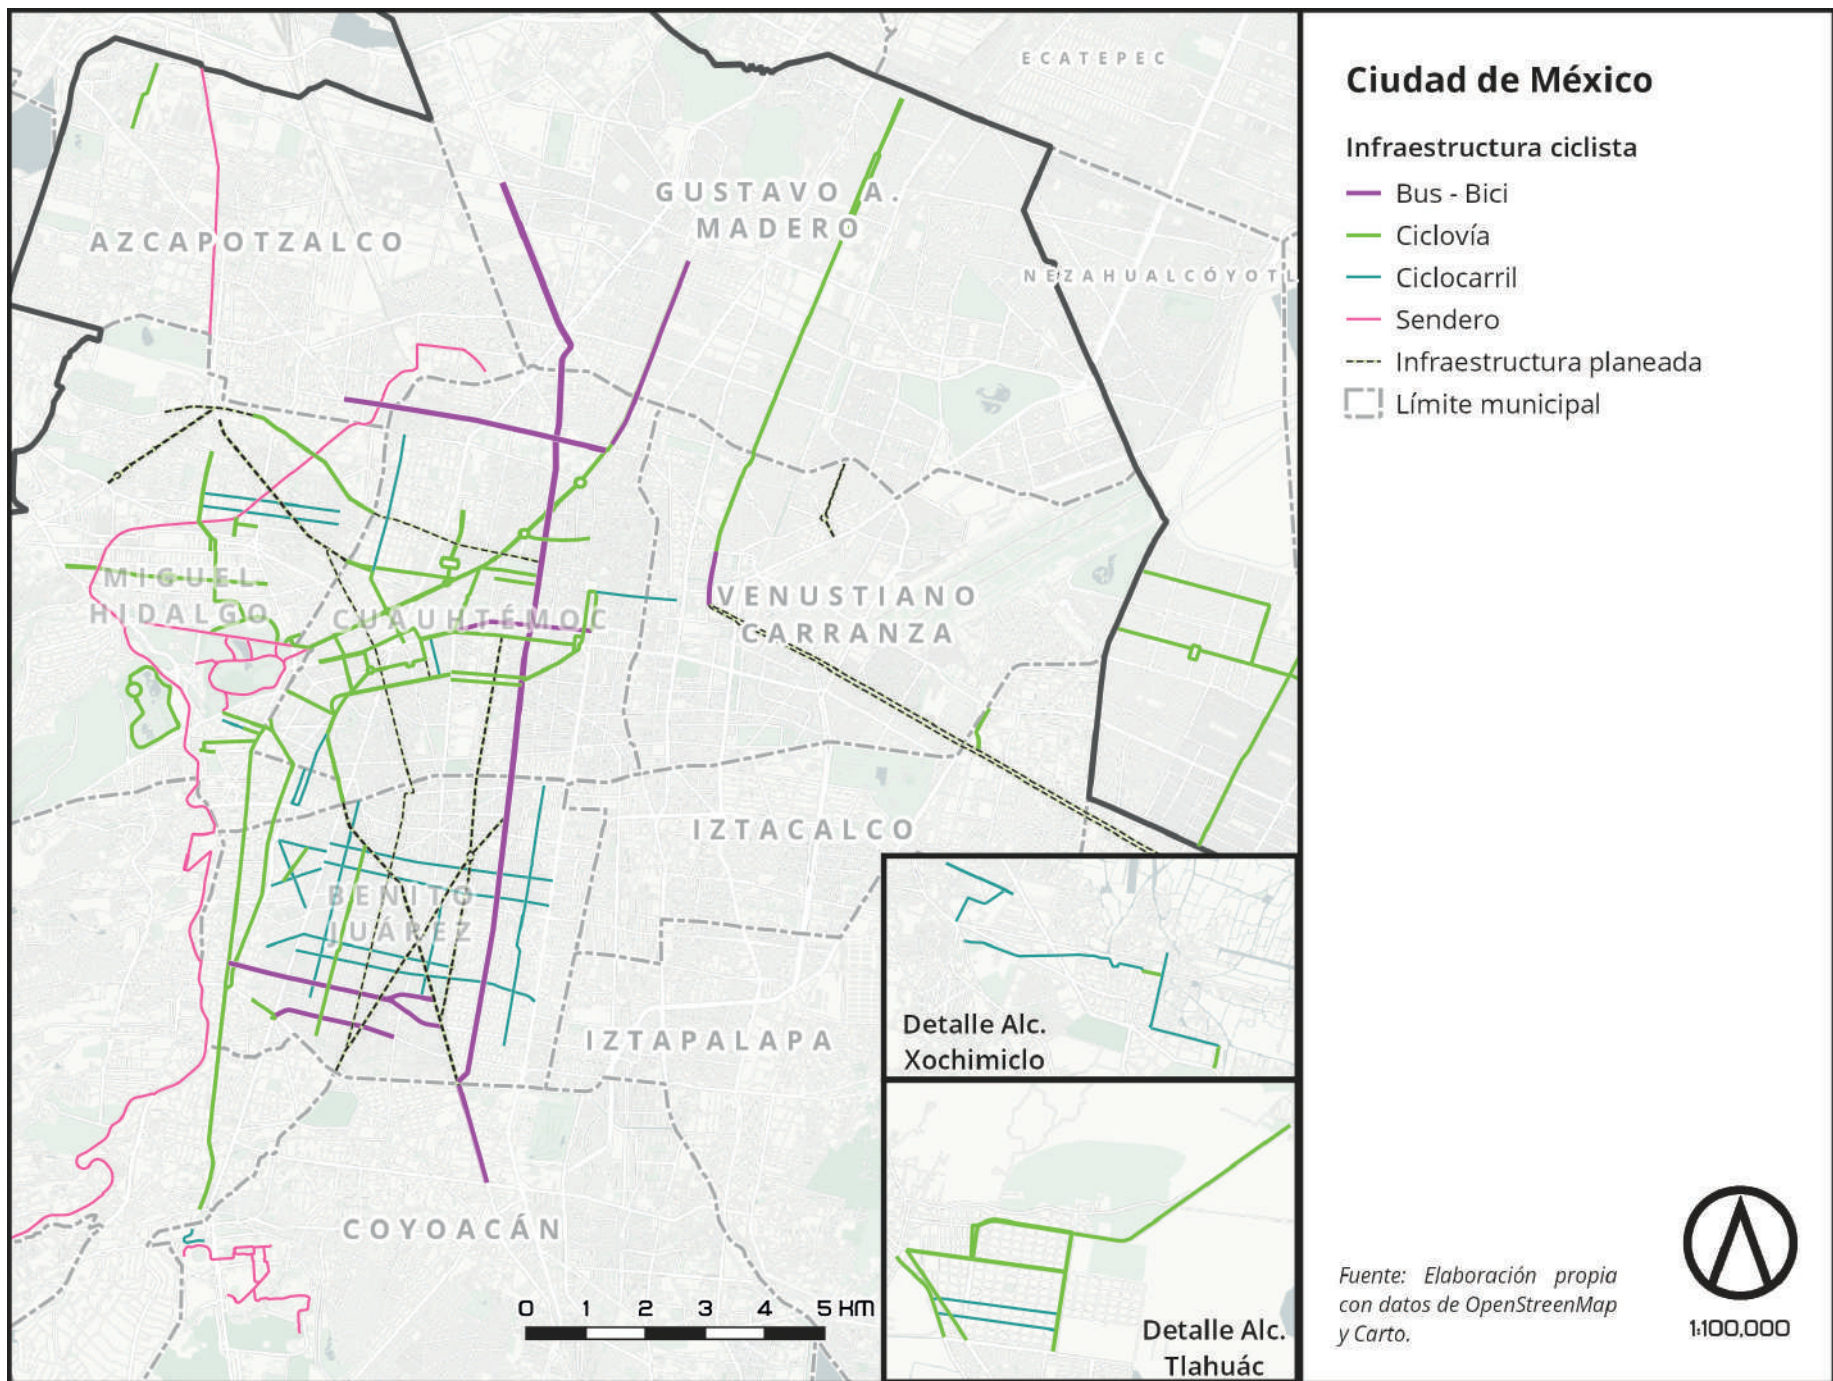 ECATEPEC
GUSTAVO A.
MADERO
AZCAPOTZALCO
NEZAHUALCÓYOTL
MIGUEL
HIDALGO
CUAUHTÉMOC
VENUSTIANO
CARRANZA
IZTACALCO
BENITO
JUÁREZ
IZTAPALAPA
COYOACÁN
0 1 2 3 4 5 KM
Detalle Alc.
Xochimiclo
Detalle Alc.
Tlahuác
Ciudad de México
Infraestructura ciclista
Bus - Bici
Ciclovía
Ciclocarril
Sendero
Infraestructura planeada
Límite municipal
Fuente: Elaboración propia
con datos de OpenStreenMap
y Carto.
1:100,000